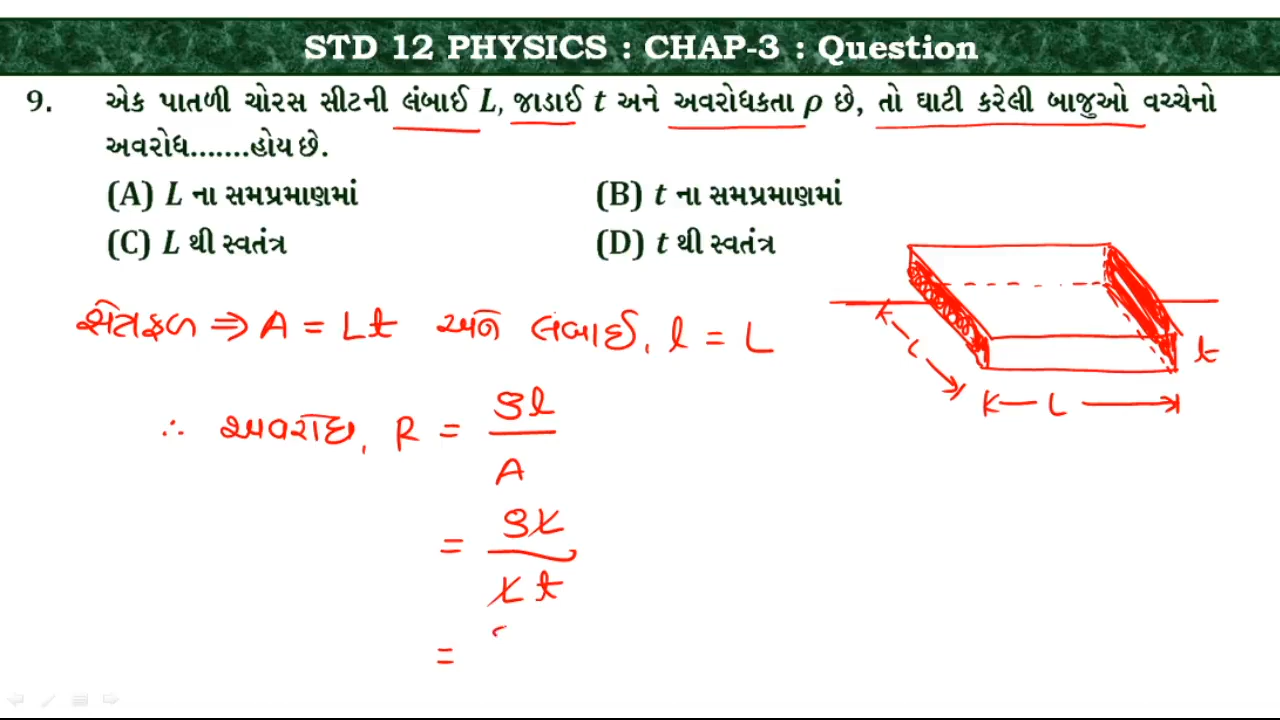 STD 12 PHYSICS : CHAP-3 : Question
9. એક પાતળી ચોરસ સીટની લંબાઈ L, જાડાઈ t અને અવરોધકતા ρ છે, તો ઘાટી કરેલી બાજુઓ વચ્ચેનો
અવરોધ.......હોય છે.
(A) L ના સમપ્રમાણમાં (B) t ના સમપ્રમાણમાં
(C) L થી સ્વતંત્ર (D) t થી સ્વતંત્ર
ક્ષેત્રફળ ⇒ A = Lt અને લંબાઈ, l = L
L
t
L
∴ અવરોધ, R = ρl / A
= ρL / L t
=